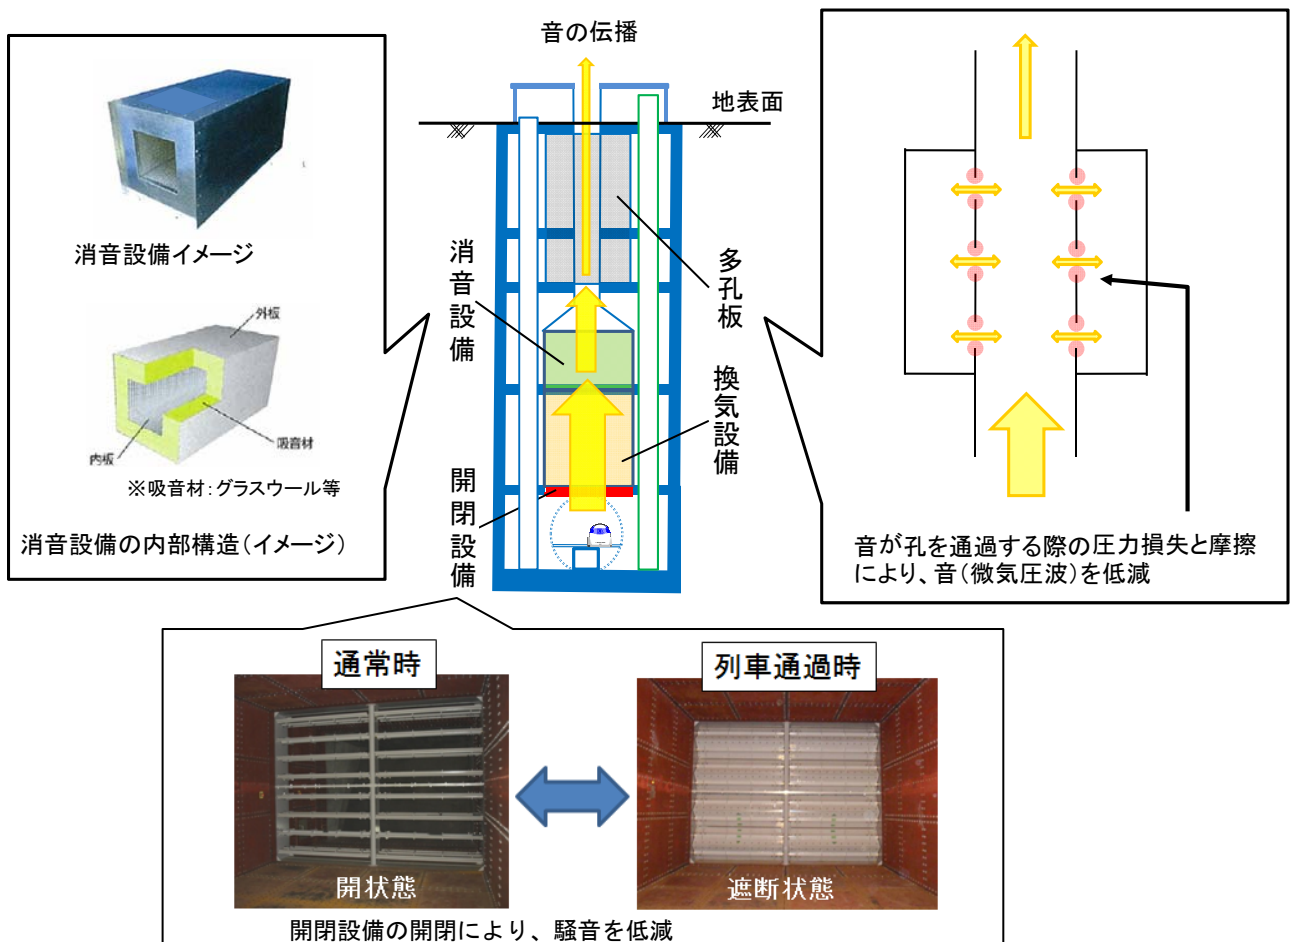 音の伝播
地表面
消音設備イメージ
外板
吸音材
内板
※吸音材：グラスウール等
消音設備の内部構造（イメージ）
消音設備
多孔板
換気設備
開閉設備
音が孔を通過する際の圧力損失と摩擦
により、音（微気圧波）を低減
通常時
列車通過時
開状態
遮断状態
開閉設備の開閉により、騒音を低減